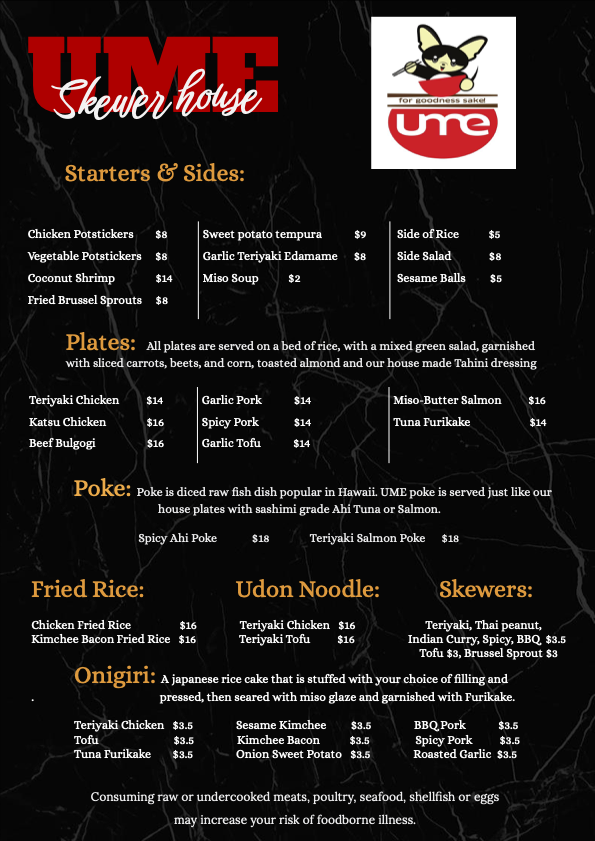 UME
Skewer house
for goodness sake!
ume
Starters & Sides:
Chicken Potstickers $8
Vegetable Potstickers $8
Coconut Shrimp $14
Fried Brussel Sprouts $8
Sweet potato tempura $9
Garlic Teriyaki Edamame $8
Miso Soup $2
Side of Rice $5
Side Salad $8
Sesame Balls $5
Plates: All plates are served on a bed of rice, with a mixed green salad, garnished
with sliced carrots, beets, and corn, toasted almond and our house made Tahini dressing
Teriyaki Chicken $14
Katsu Chicken $16
Beef Bulgogi $16
Garlic Pork $14
Spicy Pork $14
Garlic Tofu $14
Miso-Butter Salmon $16
Tuna Furikake $14
Poke: Poke is diced raw fish dish popular in Hawaii. UME poke is served just like our
house plates with sashimi grade Ahi Tuna or Salmon.
Spicy Ahi Poke $18 Teriyaki Salmon Poke $18
Fried Rice:
Chicken Fried Rice $16
Kimchee Bacon Fried Rice $16
Udon Noodle:
Teriyaki Chicken $16
Teriyaki Tofu $16
Skewers:
Teriyaki, Thai peanut,
Indian Curry, Spicy, BBQ $3.5
Tofu $3, Brussel Sprout $3
Onigiri: A japanese rice cake that is stuffed with your choice of filling and
. pressed, then seared with miso glaze and garnished with Furikake.
Teriyaki Chicken $3.5
Tofu $3.5
Tuna Furikake $3.5
Sesame Kimchee $3.5
Kimchee Bacon $3.5
Onion Sweet Potato $3.5
BBQ Pork $3.5
Spicy Pork $3.5
Roasted Garlic $3.5
Consuming raw or undercooked meats, poultry, seafood, shellfish or eggs
may increase your risk of foodborne illness.